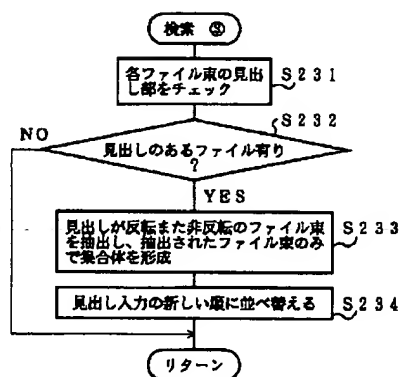 検索 ③
各ファイル束の見出
し部をチェック
S231
S232
見出しのあるファイル有り
?
NO
YES
見出しが反転また非反転のファイル束
を抽出し、抽出されたファイル束のみ
で集合体を形成
S233
見出し入力の新しい順に並べ替える
S234
リターン